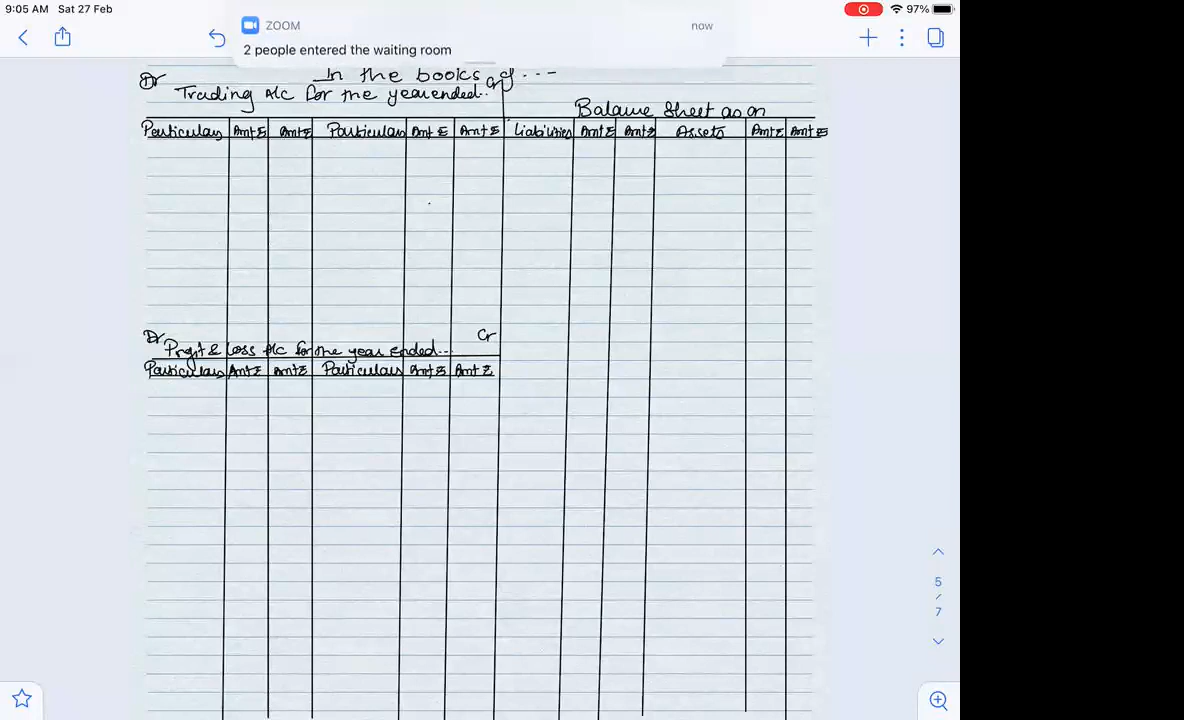 9:05 AM Sat 27 Feb
97%
ZOOM
now
2 people entered the waiting room
In the books of ---
Dr
Cr
Trading A/c for the year ended..
Balance Sheet as on
Particulars Amt ₹ Amt ₹ Particulars Amt ₹ Amt ₹ Liabilities Amt ₹ Amt ₹ Assets Amt ₹ Amt ₹
Dr
Cr
Profit & Loss A/c for the year ended...
Particulars Amt ₹ Amt ₹ Particulars Amt ₹ Amt ₹
5
/
7